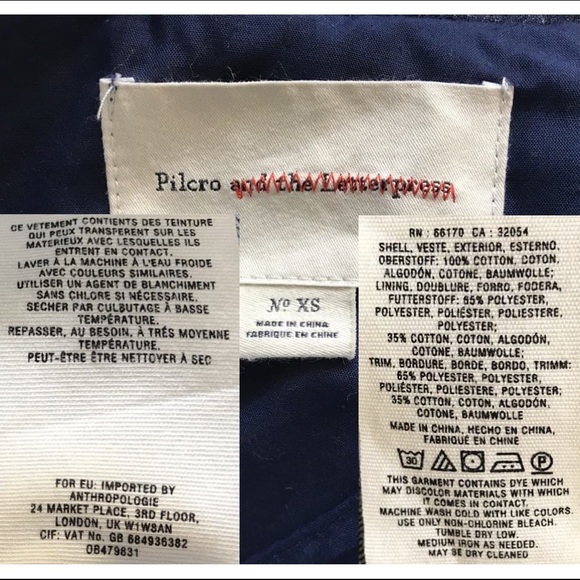 Pilcro and the Letterpress
Nº XS
MADE IN CHINA
FABRIQUE EN CHINE
CE VETEMENT CONTIENTS DES TEINTURE
QUI PEUX TRANSFERENT SUR LES
MATERIEUX AVEC LESQUELLES ILS
ENTRENT EN CONTACT.
LAVER À LA MACHINE À L'EAU FROIDE
AVEC COULEURS SIMILAIRES.
UTILISER UN AGENT DE BLANCHIMENT
SANS CHLORE SI NÉCESSAIRE.
SECHER PAR CULBUTAGE À BASSE
TEMPÉRATURE.
REPASSER, AU BESOIN, À TRÈS MOYENNE
TEMPÉRATURE.
PEUT-ÊTRE ÊTRE NETTOYER À SEC
FOR EU: IMPORTED BY
ANTHROPOLOGIE
24 MARKET PLACE, 3RD FLOOR,
LONDON, UK W1W8AN
CIF: VAT No. GB 684936382
OB479831
RN : 66170 CA : 32054
SHELL, VESTE, EXTERIOR, ESTERNO,
OBERSTOFF: 100% COTTON, COTON,
ALGODÓN, COTONE, BAUMWOLLE;
LINING, DOUBLURE, FORRO, FODERA,
FUTTERSTOFF: 65% POLYESTER,
POLYESTER, POLIÉSTER, POLIESTERE,
POLYESTER;
35% COTTON, COTON, ALGODÓN,
COTONE, BAUMWOLLE;
TRIM, BORDURE, BORDE, BORDO, TRIMM:
65% POLYESTER, POLYESTER,
POLIÉSTER, POLIESTERE, POLYESTER;
35% COTTON, COTON, ALGODÓN,
COTONE, BAUMWOLLE
MADE IN CHINA, HECHO EN CHINA,
FABRIQUÉ EN CHINE
30 P
THIS GARMENT CONTAINS DYE WHICH
MAY DISCOLOR MATERIALS WITH WHICH
IT COMES INTO CONTACT.
MACHINE WASH COLD WITH LIKE COLORS.
USE ONLY NON-CHLORINE BLEACH.
TUMBLE DRY LOW.
MEDIUM IRON AS NEEDED.
MAY BE DRY CLEANED